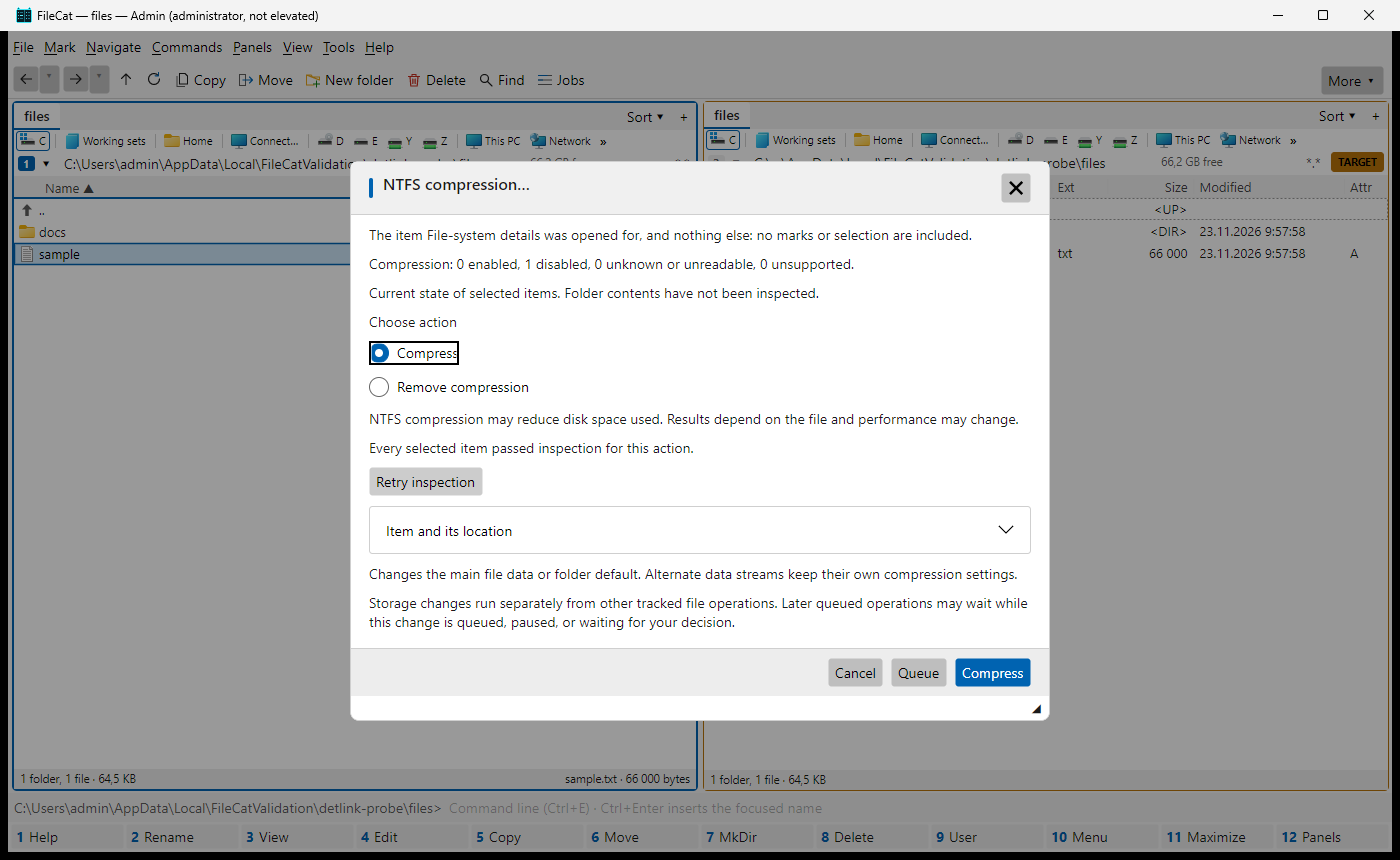 FileCat — files — Admin (administrator, not elevated)
File Mark Navigate Commands Panels View Tools Help
Copy Move New folder Delete Find Jobs More
files
Sort +
C Working sets Home Connect... D E Y Z This PC Network »
1 C:\Users\admin\AppData\Local\FileCatValidatio
Name
..
docs
sample
files
Sort +
C Working sets Home Connect... D E Y Z This PC Network »
-probe\files 66,2 GB free *.* TARGET
Ext Size Modified Attr
<UP>
<DIR> 23.11.2026 9:57:58
txt 66 000 23.11.2026 9:57:58 A
NTFS compression...
The item File-system details was opened for, and nothing else: no marks or selection are included.
Compression: 0 enabled, 1 disabled, 0 unknown or unreadable, 0 unsupported.
Current state of selected items. Folder contents have not been inspected.
Choose action
Compress
Remove compression
NTFS compression may reduce disk space used. Results depend on the file and performance may change.
Every selected item passed inspection for this action.
Retry inspection
Item and its location
Changes the main file data or folder default. Alternate data streams keep their own compression settings.
Storage changes run separately from other tracked file operations. Later queued operations may wait while
this change is queued, paused, or waiting for your decision.
Cancel Queue Compress
1 folder, 1 file · 64,5 KB sample.txt · 66 000 bytes
1 folder, 1 file · 64,5 KB
C:\Users\admin\AppData\Local\FileCatValidation\detlink-probe\files> Command line (Ctrl+E) · Ctrl+Enter inserts the focused name
1 Help 2 Rename 3 View 4 Edit 5 Copy 6 Move 7 MkDir 8 Delete 9 User 10 Menu 11 Maximize 12 Panels